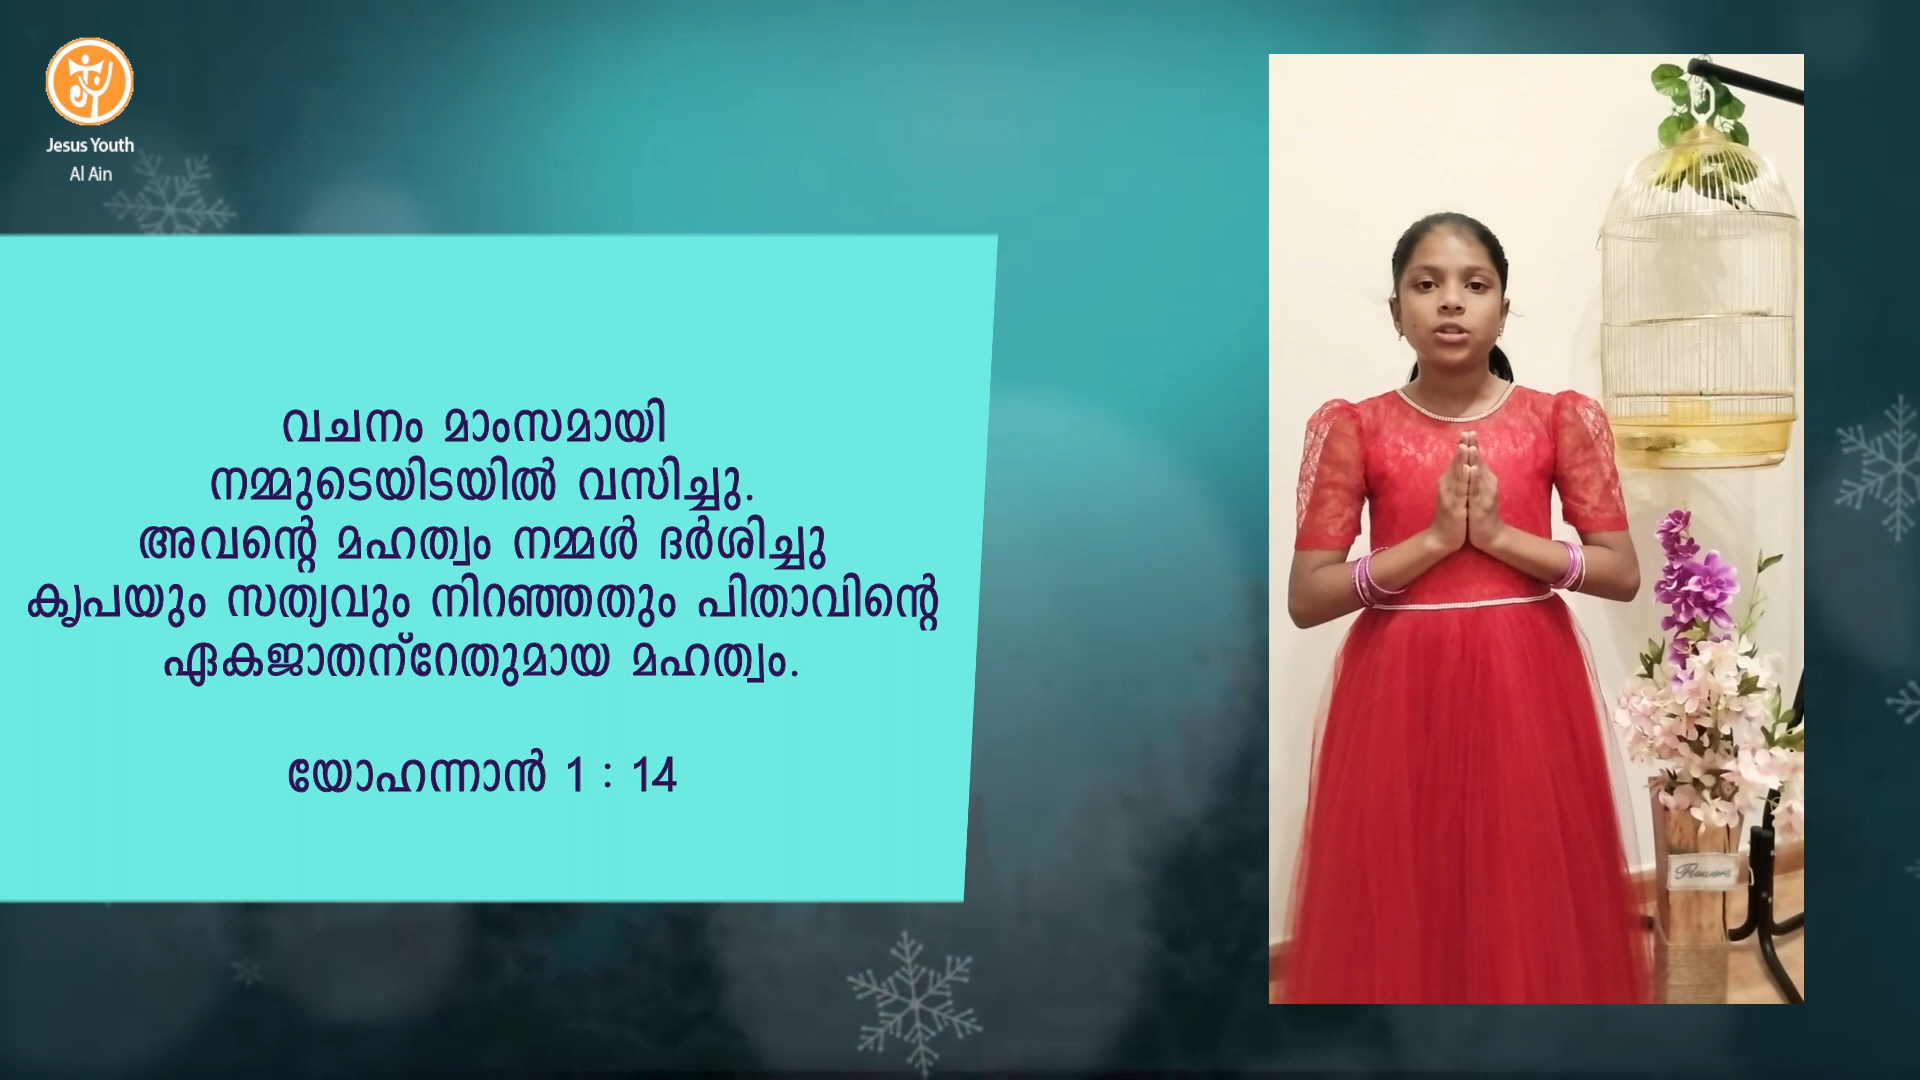 Jesus Youth
Al Ain
വചനം മാംസമായി
നമ്മുടെയിടയിൽ വസിച്ചു.
അവന്റെ മഹത്വം നമ്മൾ ദർശിച്ചു
കൃപയും സത്യവും നിറഞ്ഞതും പിതാവിന്റെ
ഏകജാതന്റേതുമായ മഹത്വം.
യോഹന്നാൻ 1 : 14
Flowers